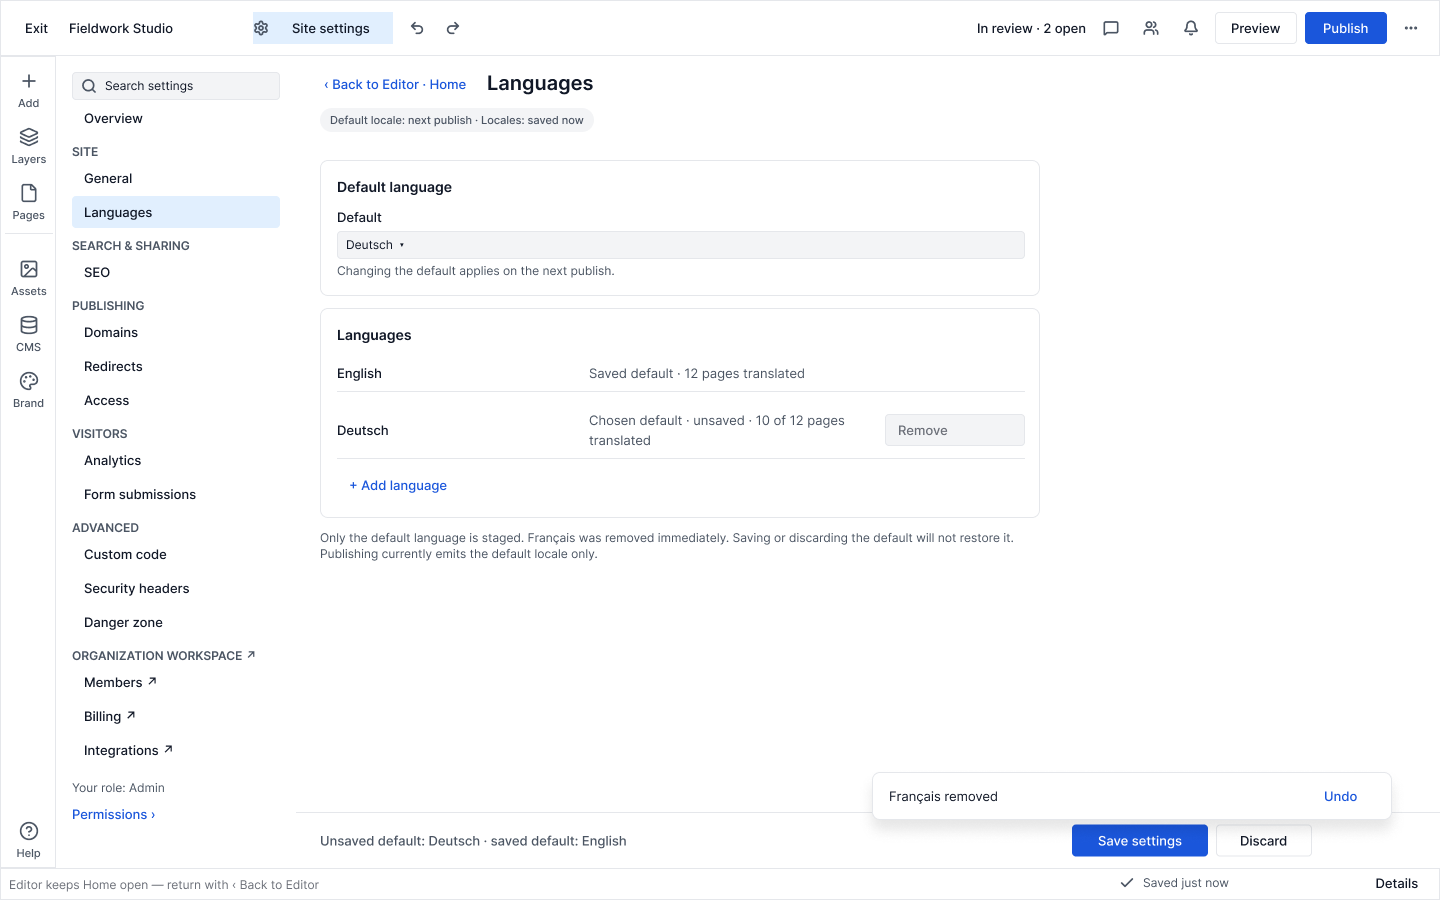 Exit
Fieldwork Studio
Site settings
In review · 2 open
Preview
Publish
Add
Layers
Pages
Assets
CMS
Brand
Help
Search settings
Overview
SITE
General
Languages
SEARCH & SHARING
SEO
PUBLISHING
Domains
Redirects
Access
VISITORS
Analytics
Form submissions
ADVANCED
Custom code
Security headers
Danger zone
ORGANIZATION WORKSPACE ↗
Members ↗
Billing ↗
Integrations ↗
Your role: Admin
Permissions ›
‹ Back to Editor · Home
Languages
Default locale: next publish · Locales: saved now
Default language
Default
Deutsch ▾
Changing the default applies on the next publish.
Languages
English
Saved default · 12 pages translated
Deutsch
Chosen default · unsaved · 10 of 12 pages
translated
Remove
+ Add language
Only the default language is staged. Français was removed immediately. Saving or discarding the default will not restore it.
Publishing currently emits the default locale only.
Français removed
Undo
Unsaved default: Deutsch · saved default: English
Save settings
Discard
Editor keeps Home open — return with ‹ Back to Editor
Saved just now
Details